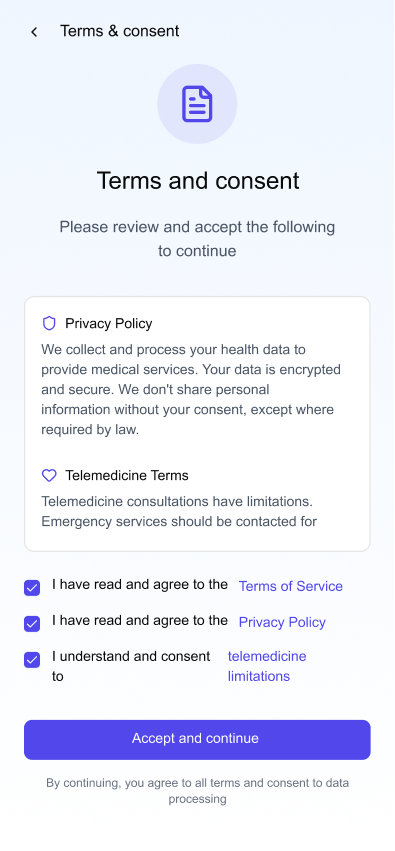 Terms & consent
Terms and consent
Please review and accept the following
to continue
Privacy Policy
We collect and process your health data to
provide medical services. Your data is encrypted
and secure. We don't share personal
information without your consent, except where
required by law.
Telemedicine Terms
Telemedicine consultations have limitations.
Emergency services should be contacted for
I have read and agree to the Terms of Service
I have read and agree to the Privacy Policy
I understand and consent telemedicine
to limitations
Accept and continue
By continuing, you agree to all terms and consent to data
processing